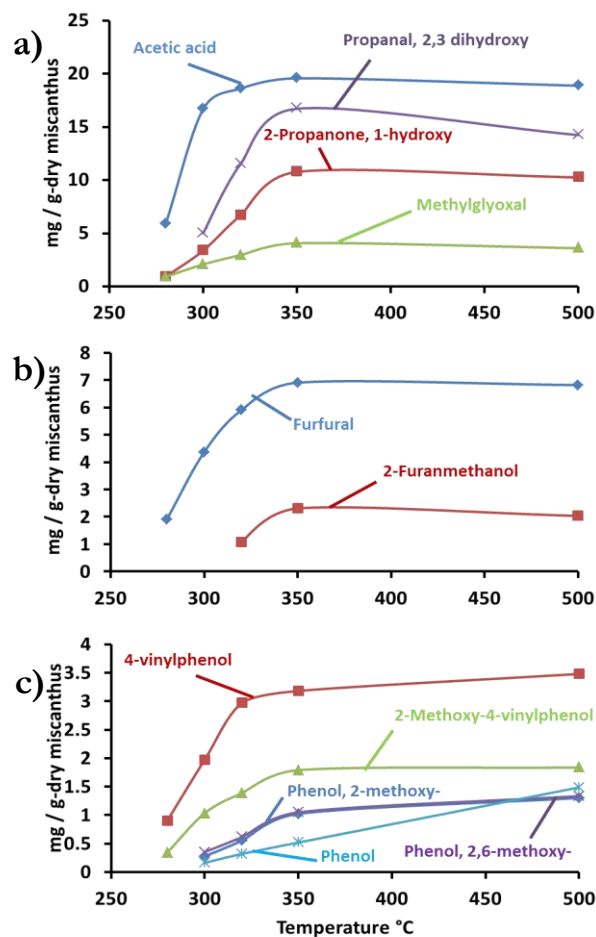 a)
mg / g-dry miscanthus
25
20
15
10
5
0
Acetic acid
Propanal, 2,3 dihydroxy
2-Propanone, 1-hydroxy
Methylglyoxal
250 300 350 400 450 500
b)
mg / g-dry miscanthus
8
7
6
5
4
3
2
1
0
Furfural
2-Furanmethanol
250 300 350 400 450 500
c)
mg / g-dry miscanthus
4
3.5
3
2.5
2
1.5
1
0.5
0
4-vinylphenol
2-Methoxy-4-vinylphenol
Phenol, 2-methoxy-
Phenol
Phenol, 2,6-methoxy-
250 300 350 400 450 500
Temperature °C